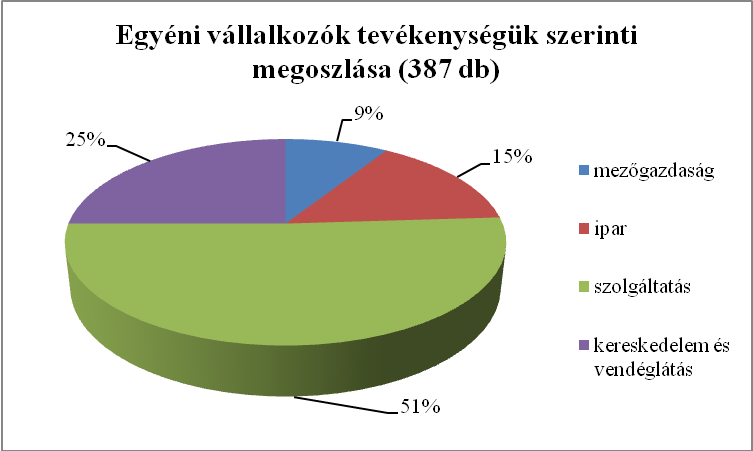 Egyéni vállalkozók tevékenységük szerinti
megoszlása (387 db)
9%
25%
15%
51%
mezőgazdaság
ipar
szolgáltatás
kereskedelem és
vendéglátás